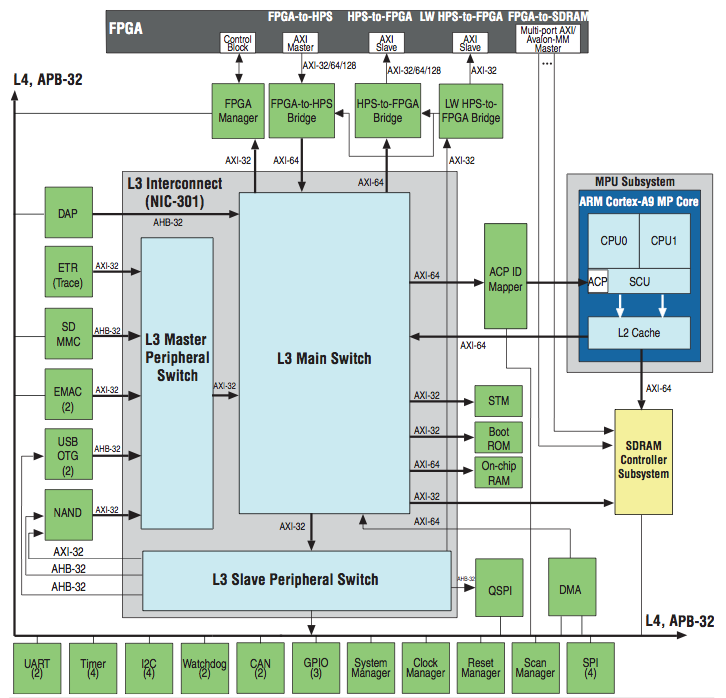 FPGA
FPGA-to-HPS
HPS-to-FPGA
LW HPS-to-FPGA
FPGA-to-SDRAM
Control
Block
AXI
Master
AXI
Slave
AXI
Slave
Multi-port AXI/
Avalon-MM
Master
AXI-32/64/128
AXI-32/64/128
AXI-32
...
L4, APB-32
FPGA
Manager
FPGA-to-HPS
Bridge
HPS-to-FPGA
Bridge
LW HPS-to-
FPGA Bridge
AXI-32
AXI-64
AXI-64
AXI-32
L3 Interconnect
(NIC-301)
MPU Subsystem
ARM Cortex-A9 MP Core
CPU0
CPU1
ACP
SCU
L2 Cache
DAP
AHB-32
ETR
(Trace)
AXI-32
SD
MMC
AHB-32
EMAC
(2)
AXI-32
USB
OTG
(2)
AHB-32
NAND
AXI-32
L3 Master
Peripheral
Switch
AXI-32
L3 Main Switch
AXI-64
ACP ID
Mapper
AXI-64
AXI-64
AXI-32
STM
AXI-32
Boot
ROM
AXI-64
On-chip
RAM
AXI-32
SDRAM
Controller
Subsystem
AXI-32
AXI-64
AXI-32
AHB-32
AHB-32
L3 Slave Peripheral Switch
AHB-32
QSPI
DMA
L4, APB-32
UART
(2)
Timer
(4)
I2C
(4)
Watchdog
(2)
CAN
(2)
GPIO
(3)
System
Manager
Clock
Manager
Reset
Manager
Scan
Manager
SPI
(4)